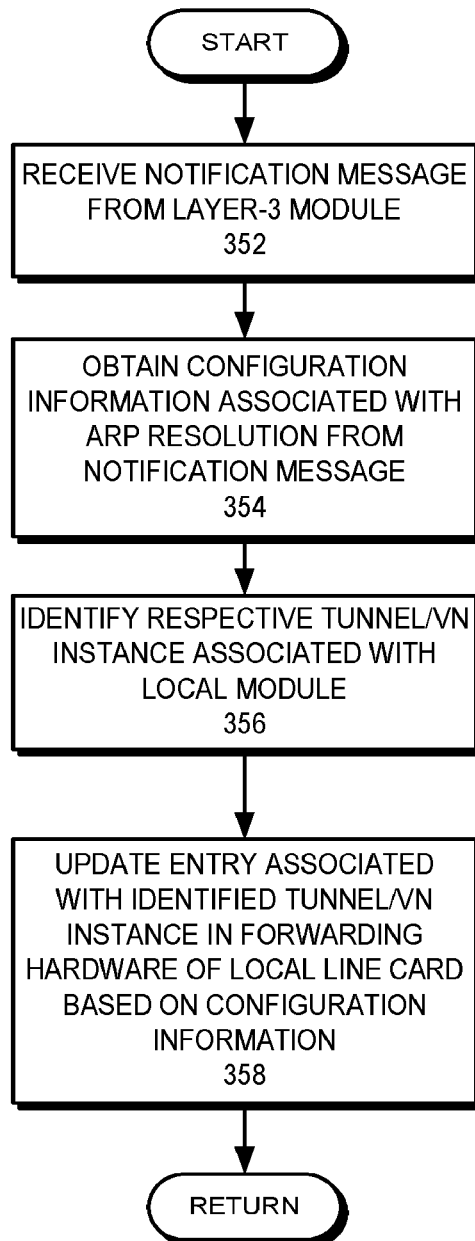 START
RECEIVE NOTIFICATION MESSAGE
FROM LAYER-3 MODULE
352
OBTAIN CONFIGURATION
INFORMATION ASSOCIATED WITH
ARP RESOLUTION FROM
NOTIFICATION MESSAGE
354
IDENTIFY RESPECTIVE TUNNEL/VN
INSTANCE ASSOCIATED WITH
LOCAL MODULE
356
UPDATE ENTRY ASSOCIATED
WITH IDENTIFIED TUNNEL/VN
INSTANCE IN FORWARDING
HARDWARE OF LOCAL LINE CARD
BASED ON CONFIGURATION
INFORMATION
358
RETURN